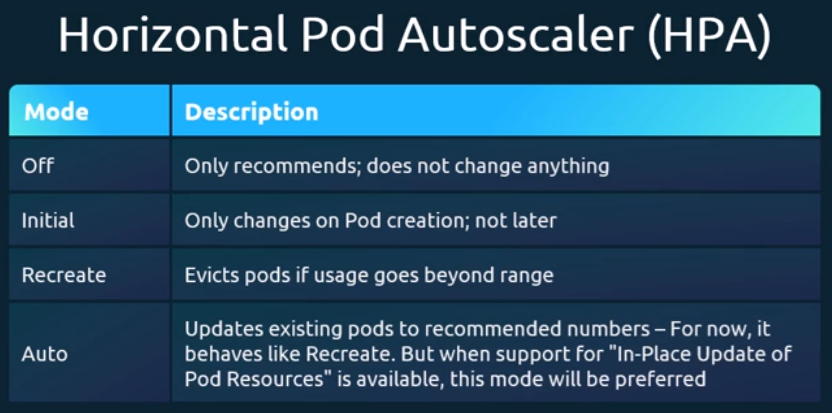 Horizontal Pod Autoscaler (HPA)
Mode Description
Off Only recommends; does not change anything
Initial Only changes on Pod creation; not later
Recreate Evicts pods if usage goes beyond range
Auto Updates existing pods to recommended numbers – For now, it
behaves like Recreate. But when support for "In-Place Update of
Pod Resources" is available, this mode will be preferred